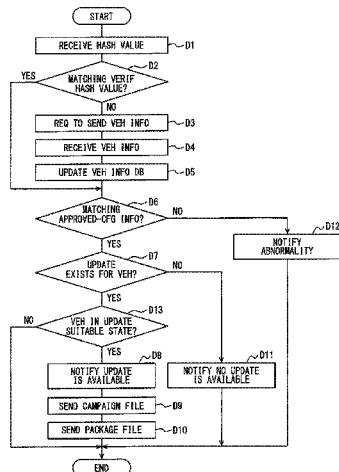 START
RECEIVE HASH VALUE
D1
D2
YES
MATCHING VERIF
HASH VALUE?
NO
REQ TO SEND VEH INFO
D3
RECEIVE VEH INFO
D4
UPDATE VEH INFO DB
D5
D6
MATCHING
APPROVED-CFG INFO?
NO
D12
NOTIFY
ABNORMALITY
YES
D7
UPDATE
EXISTS FOR VEH?
NO
YES
D13
NO
VEH IN UPDATE
SUITABLE STATE?
YES
D8
NOTIFY UPDATE
IS AVAILABLE
D11
NOTIFY NO UPDATE
IS AVAILABLE
SEND CAMPAIGN FILE
D9
SEND PACKAGE FILE
D10
END